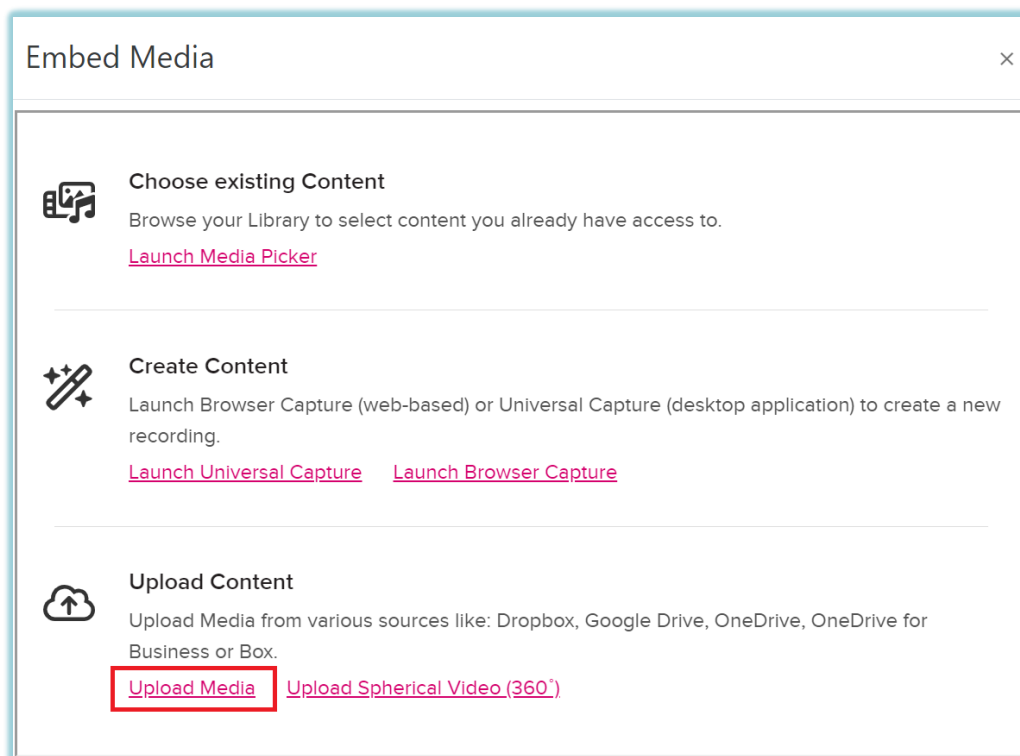 Embed Media
Choose existing Content
Browse your Library to select content you already have access to.
Launch Media Picker
Create Content
Launch Browser Capture (web-based) or Universal Capture (desktop application) to create a new
recording.
Launch Universal Capture Launch Browser Capture
Upload Content
Upload Media from various sources like: Dropbox, Google Drive, OneDrive, OneDrive for
Business or Box.
Upload Media Upload Spherical Video (360°)